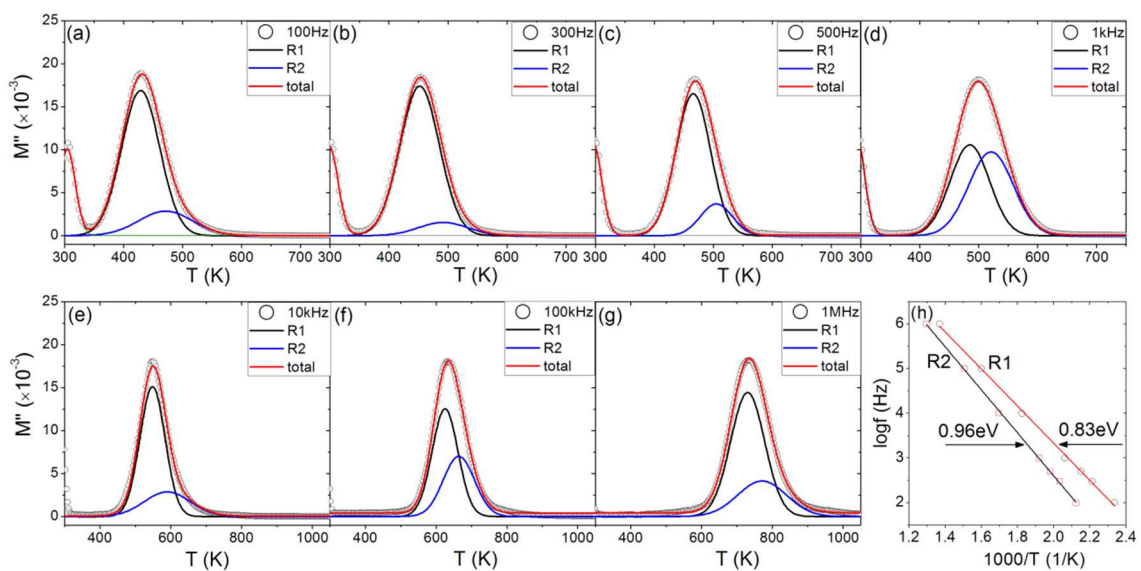 (a)
100Hz
R1
R2
total
(b)
300Hz
R1
R2
total
(c)
500Hz
R1
R2
total
(d)
1kHz
R1
R2
total
25
20
15
10
5
0
M" (×10⁻³)
300 400 500 600 700
300 400 500 600 700
300 400 500 600 700
300 400 500 600 700
T (K)
T (K)
T (K)
T (K)
(e)
10kHz
R1
R2
total
(f)
100kHz
R1
R2
total
(g)
1MHz
R1
R2
total
(h)
R2
R1
0.96eV
0.83eV
25
20
15
10
5
0
M" (×10⁻³)
400 600 800 1000
400 600 800 1000
400 600 800 1000
T (K)
T (K)
T (K)
6
5
4
3
2
logf (Hz)
1.2 1.4 1.6 1.8 2.0 2.2 2.4
1000/T (1/K)